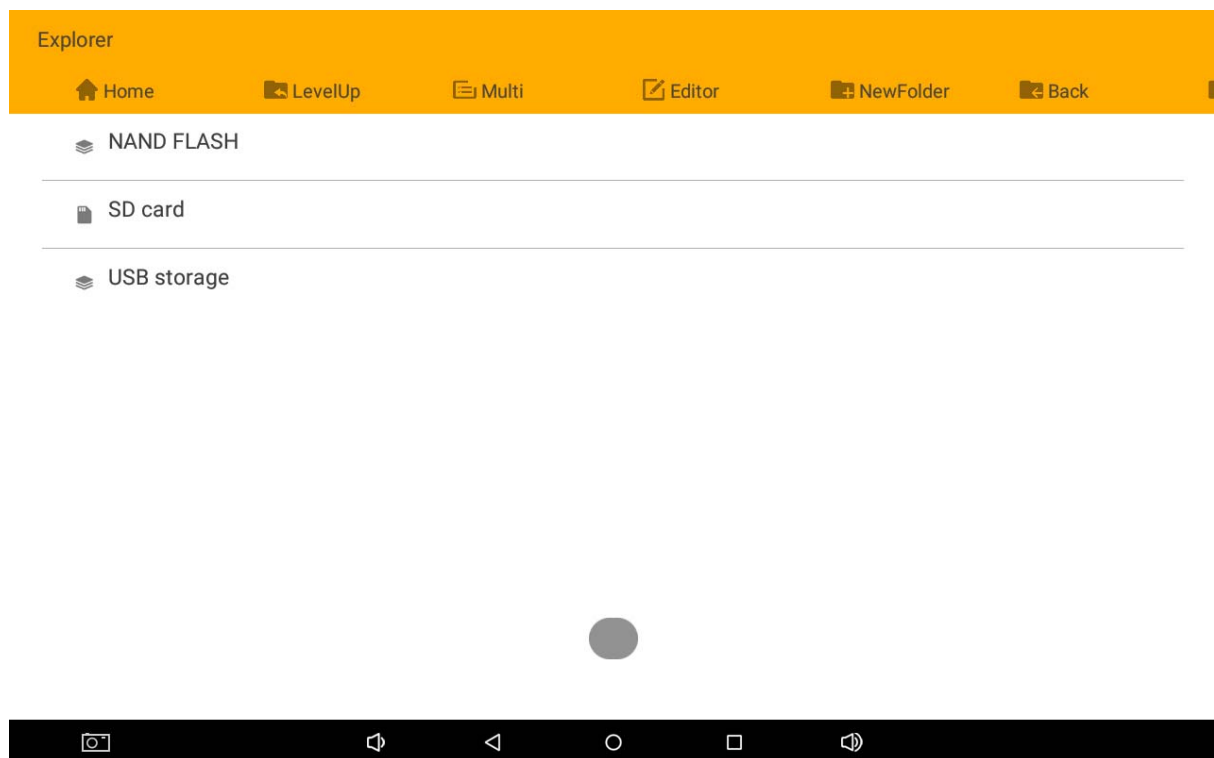 Explorer
Home LevelUp Multi Editor NewFolder Back
NAND FLASH
SD card
USB storage